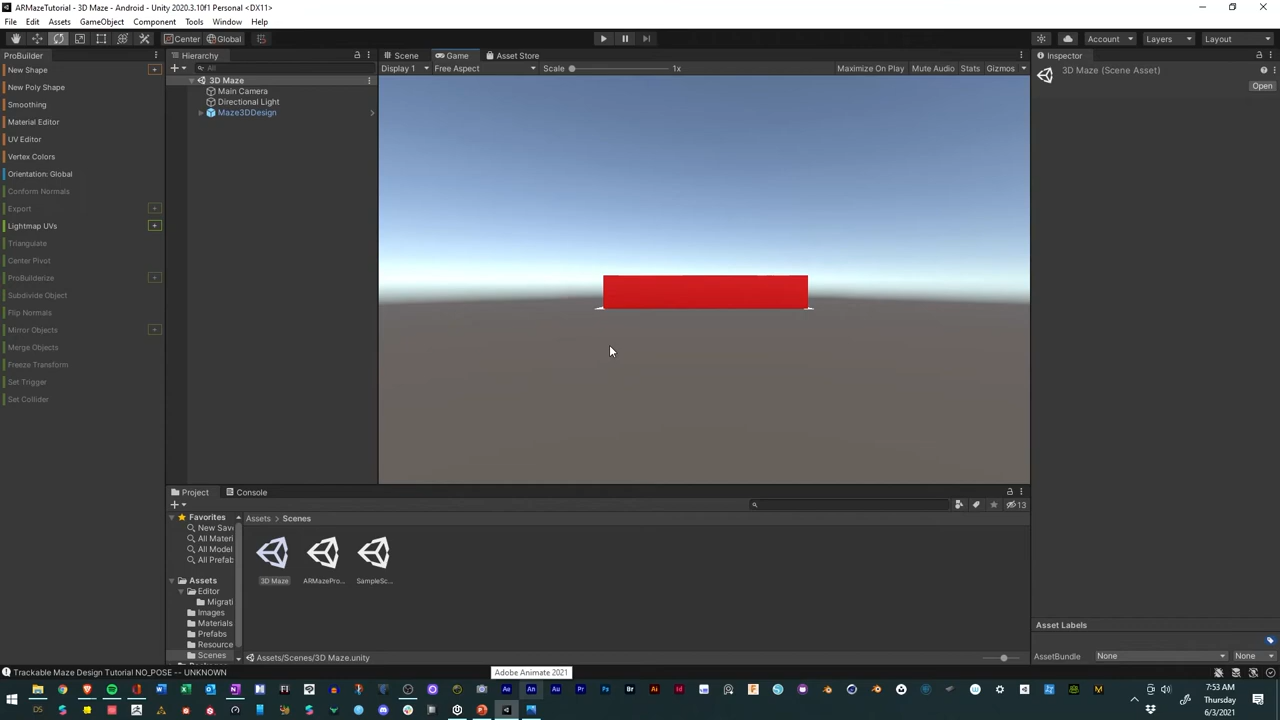 ARMazeTutorial - 3D Maze - Android - Unity 2020.3.10f1 Personal <DX11>
File Edit Assets GameObject Component Tools Window Help
Center Global Account Layers Layout
ProBuilder
New Shape
New Poly Shape
Smoothing
Material Editor
UV Editor
Vertex Colors
Orientation: Global
Conform Normals
Export
Lightmap UVs
Triangulate
Center Pivot
ProBuilderize
Subdivide Object
Flip Normals
Mirror Objects
Merge Objects
Freeze Transform
Set Trigger
Set Collider
Hierarchy
All
3D Maze
Main Camera
Directional Light
Maze3DDesign
Scene Game Asset Store
Display 1 Free Aspect Scale 1x Maximize On Play Mute Audio Stats Gizmos
Inspector
3D Maze (Scene Asset)
Open
Project Console
13
Favorites
New Save
All Materi
All Model
All Prefab
Assets
Editor
Migrati
Images
Materials
Prefabs
Resource
Scenes
Assets > Scenes
3D Maze ARMazePro... SampleSc...
Assets/Scenes/3D Maze.unity
Asset Labels
AssetBundle None None
Trackable Maze Design Tutorial NO_POSE -- UNKNOWN
Adobe Animate 2021
7:53 AM
Thursday
6/3/2021